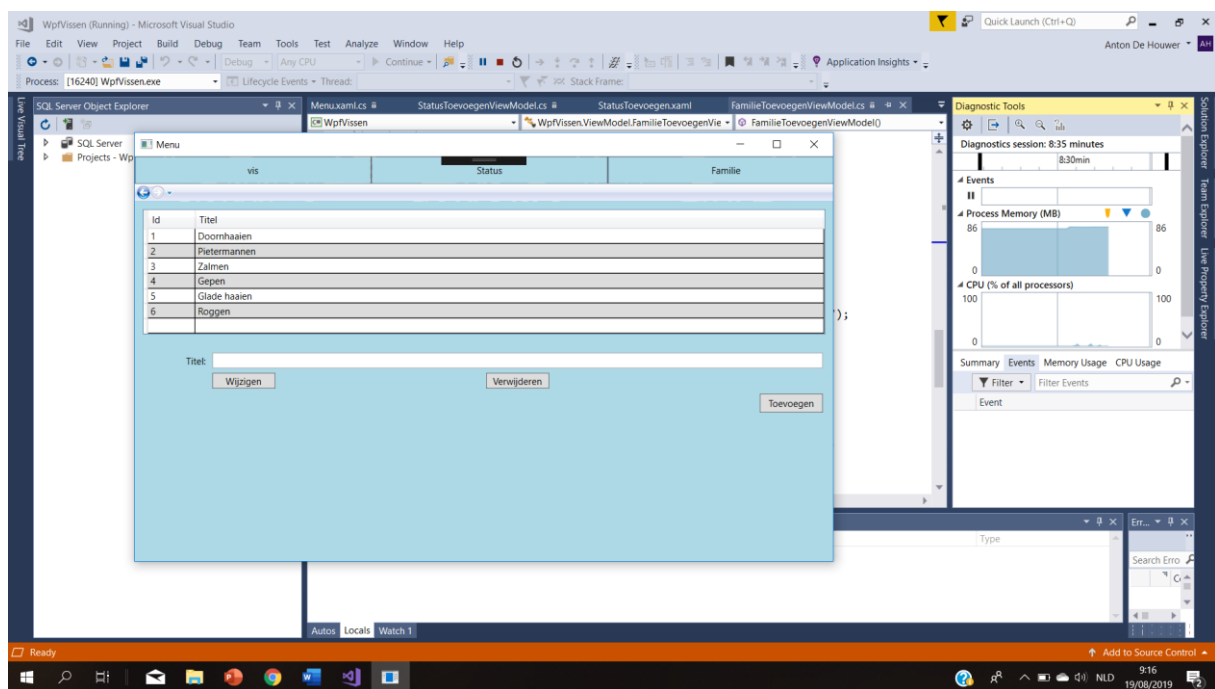 WpfVissen (Running) - Microsoft Visual Studio
Quick Launch (Ctrl+Q)
File Edit View Project Build Debug Team Tools Test Analyze Window Help
Anton De Houwer AH
Debug Any CPU Continue Application Insights
Process: [16240] WpfVissen.exe Lifecycle Events Thread: Stack Frame:
Live Visual Tree
SQL Server Object Explorer
SQL Server
Projects - Wp
Menu.xaml.cs StatusToevoegenViewModel.cs StatusToevoegen.xaml FamilieToevoegenViewModel.cs
WpfVissen WpfVissen.ViewModel.FamilieToevoegenVie FamilieToevoegenViewModel()
Menu
vis Status Familie
Id Titel
1 Doornhaaien
2 Pietermannen
3 Zalmen
4 Gepen
5 Glade haaien
6 Roggen
Titel:
Wijzigen Verwijderen
Toevoegen
');
Diagnostic Tools
Diagnostics session: 8:35 minutes
8:30min
Events
Process Memory (MB)
86 86
0 0
CPU (% of all processors)
100 100
0 0
Summary Events Memory Usage CPU Usage
Filter Filter Events
Event
Solution Explorer Team Explorer Live Property Explorer
Type
Err...
Search Erro
Autos Locals Watch 1
Ready
Add to Source Control
NLD
9:16
19/08/2019